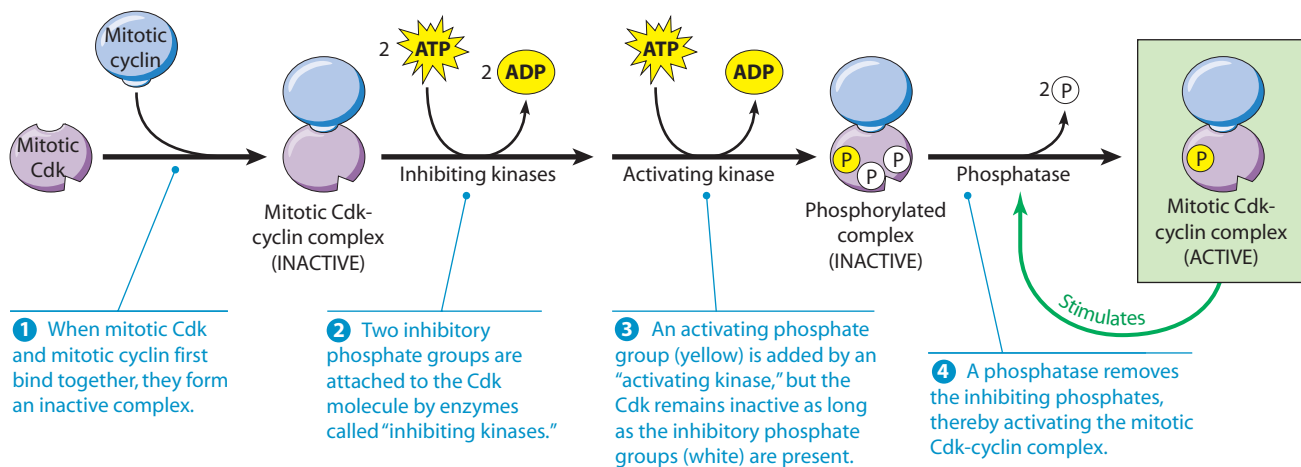 Mitotic
cyclin
Mitotic
Cdk
Mitotic Cdk-
cyclin complex
(INACTIVE)
2 ATP
2 ADP
Inhibiting kinases
ATP
ADP
Activating kinase
P
P
P
Phosphorylated
complex
(INACTIVE)
2 P
Phosphatase
P
Mitotic Cdk-
cyclin complex
(ACTIVE)
Stimulates
1 When mitotic Cdk
and mitotic cyclin first
bind together, they form
an inactive complex.
2 Two inhibitory
phosphate groups are
attached to the Cdk
molecule by enzymes
called “inhibiting kinases.”
3 An activating phosphate
group (yellow) is added by an
“activating kinase,” but the
Cdk remains inactive as long
as the inhibitory phosphate
groups (white) are present.
4 A phosphatase removes
the inhibiting phosphates,
thereby activating the mitotic
Cdk-cyclin complex.